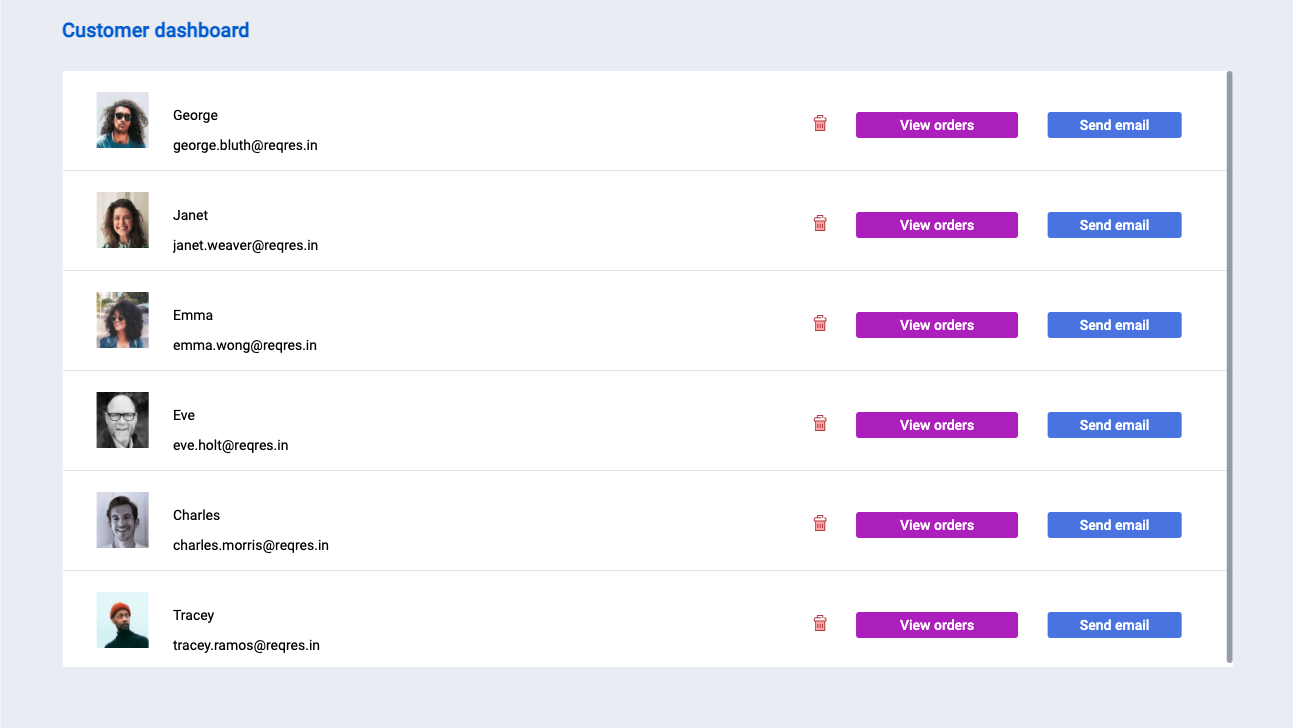 Customer dashboard
George
george.bluth@reqres.in
View orders
Send email
Janet
janet.weaver@reqres.in
View orders
Send email
Emma
emma.wong@reqres.in
View orders
Send email
Eve
eve.holt@reqres.in
View orders
Send email
Charles
charles.morris@reqres.in
View orders
Send email
Tracey
tracey.ramos@reqres.in
View orders
Send email